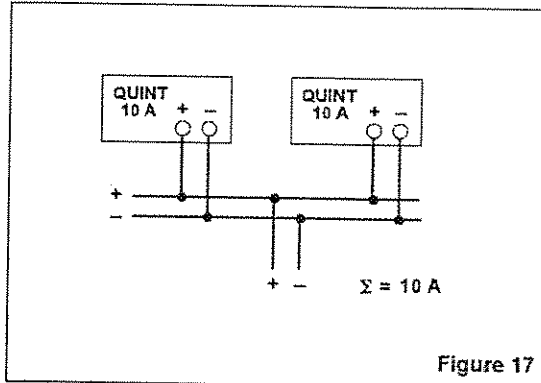 QUINT
10 A + −
QUINT
10 A + −
+
−
+ − Σ = 10 A
Figure 17